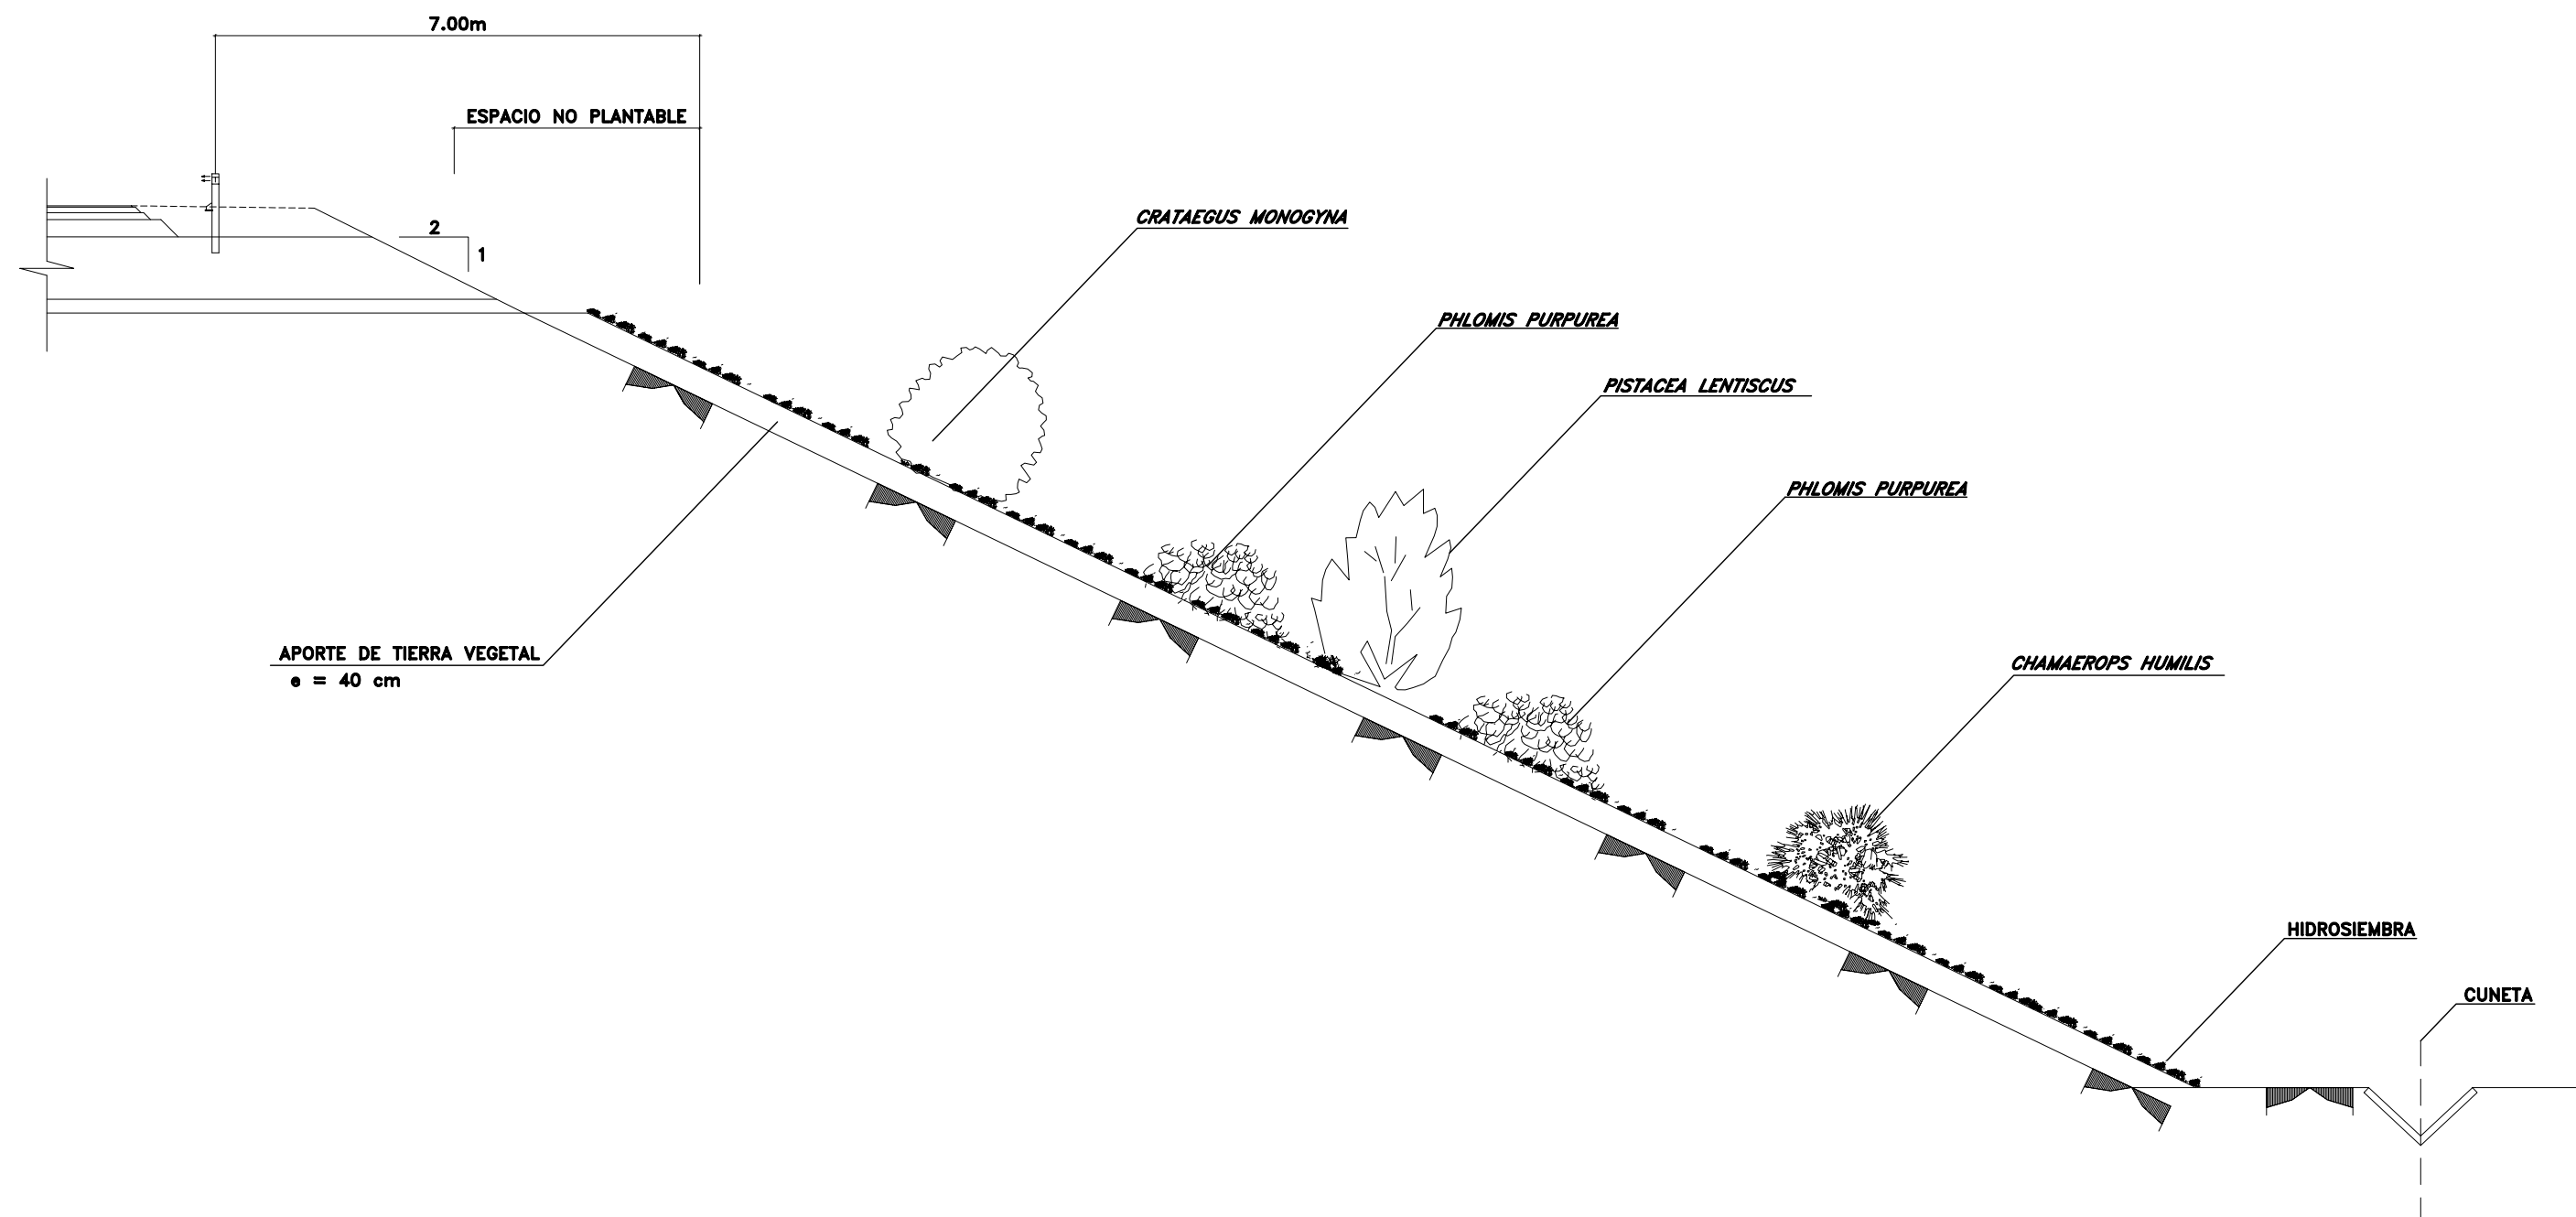 7.00m
ESPACIO NO PLANTABLE
2
1
CRATAEGUS MONOGYNA
PHLOMIS PURPUREA
PISTACEA LENTISCUS
PHLOMIS PURPUREA
APORTE DE TIERRA VEGETAL
e = 40 cm
CHAMAEROPS HUMILIS
HIDROSIEMBRA
CUNETA